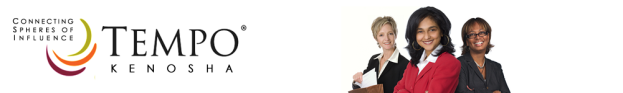 CONNECTING
SPHERES OF
INFLUENCE
TEMPO®
KENOSHA